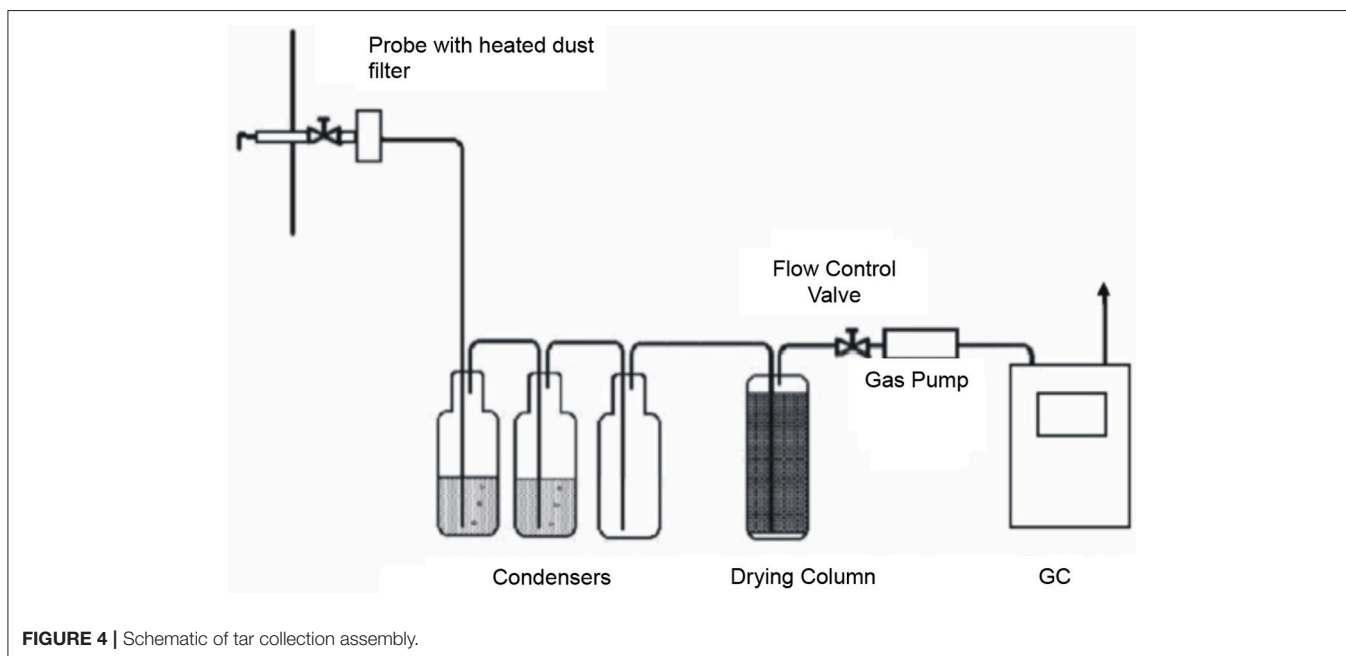 Probe with heated dust
filter
Flow Control
Valve
Gas Pump
Condensers
Drying Column
GC
FIGURE 4 | Schematic of tar collection assembly.